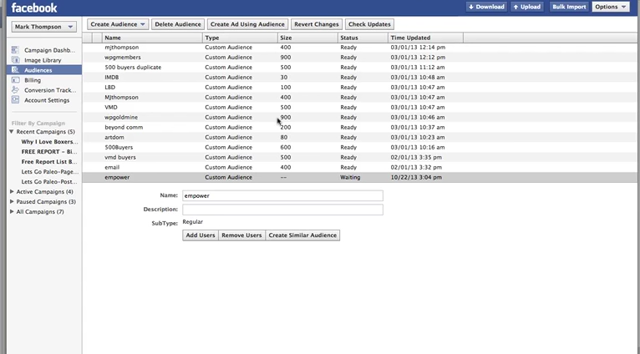 facebook
Download Upload Bulk Import Options
Mark Thompson
Create Audience Delete Audience Create Ad Using Audience Revert Changes Check Updates
Campaign Dashb...
Image Library
Audiences
Billing
Conversion Track...
Account Settings
Filter By Campaign
Recent Campaigns (5)
Why I Love Boxers...
FREE REPORT - Bl...
Free Report List B...
Lets Go Paleo-Page...
Lets Go Paleo-Post...
Active Campaigns (4)
Paused Campaigns (3)
All Campaigns (7)
Name Type Size Status Time Updated
mjthompson Custom Audience 400 Ready 03/01/13 12:14 pm
wpgmembers Custom Audience 900 Ready 03/01/13 12:12 pm
500 buyers duplicate Custom Audience 500 Ready 03/01/13 11:12 am
IMDB Custom Audience 30 Ready 03/01/13 10:48 am
LBD Custom Audience 100 Ready 03/01/13 10:47 am
MJthompson Custom Audience 400 Ready 03/01/13 10:47 am
VMD Custom Audience 500 Ready 03/01/13 10:47 am
wpgoldmine Custom Audience 900 Ready 03/01/13 10:46 am
beyond comm Custom Audience 200 Ready 03/01/13 10:37 am
artdom Custom Audience 80 Ready 03/01/13 10:23 am
500Buyers Custom Audience 600 Ready 03/01/13 10:16 am
vmd buyers Custom Audience 500 Ready 02/01/13 3:35 pm
email Custom Audience 400 Ready 02/01/13 3:32 pm
empower Custom Audience -- Waiting 10/22/13 3:04 pm
Name: empower
Description:
SubType: Regular
Add Users Remove Users Create Similar Audience